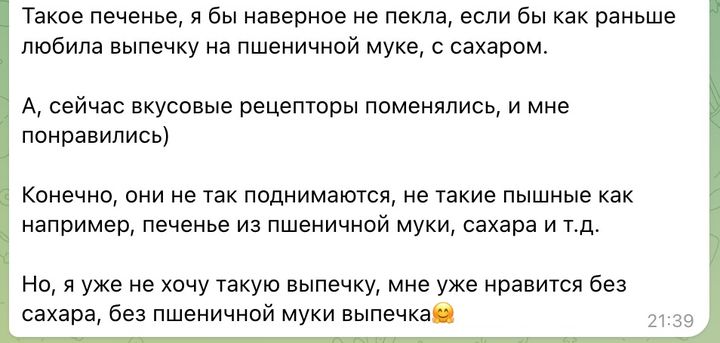 Такое печенье, я бы наверное не пекла, если бы как раньше
любила выпечку на пшеничной муке, с сахаром.
А, сейчас вкусовые рецепторы поменялись, и мне
понравились)
Конечно, они не так поднимаются, не такие пышные как
например, печенье из пшеничной муки, сахара и т.д.
Но, я уже не хочу такую выпечку, мне уже нравится без
сахара, без пшеничной муки выпечка🤗
21:39